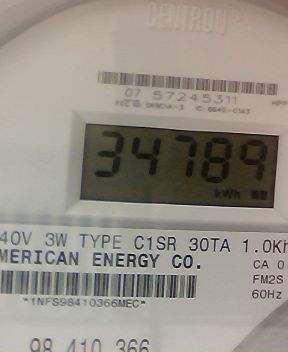 CENTRON®
07 57245311
34789
kWh
40V 3W TYPE C1SR 30TA 1.0Kh
MERICAN ENERGY CO.
CA 0
FM2S
60Hz
*1NFS98410366MEC*
98 410 366